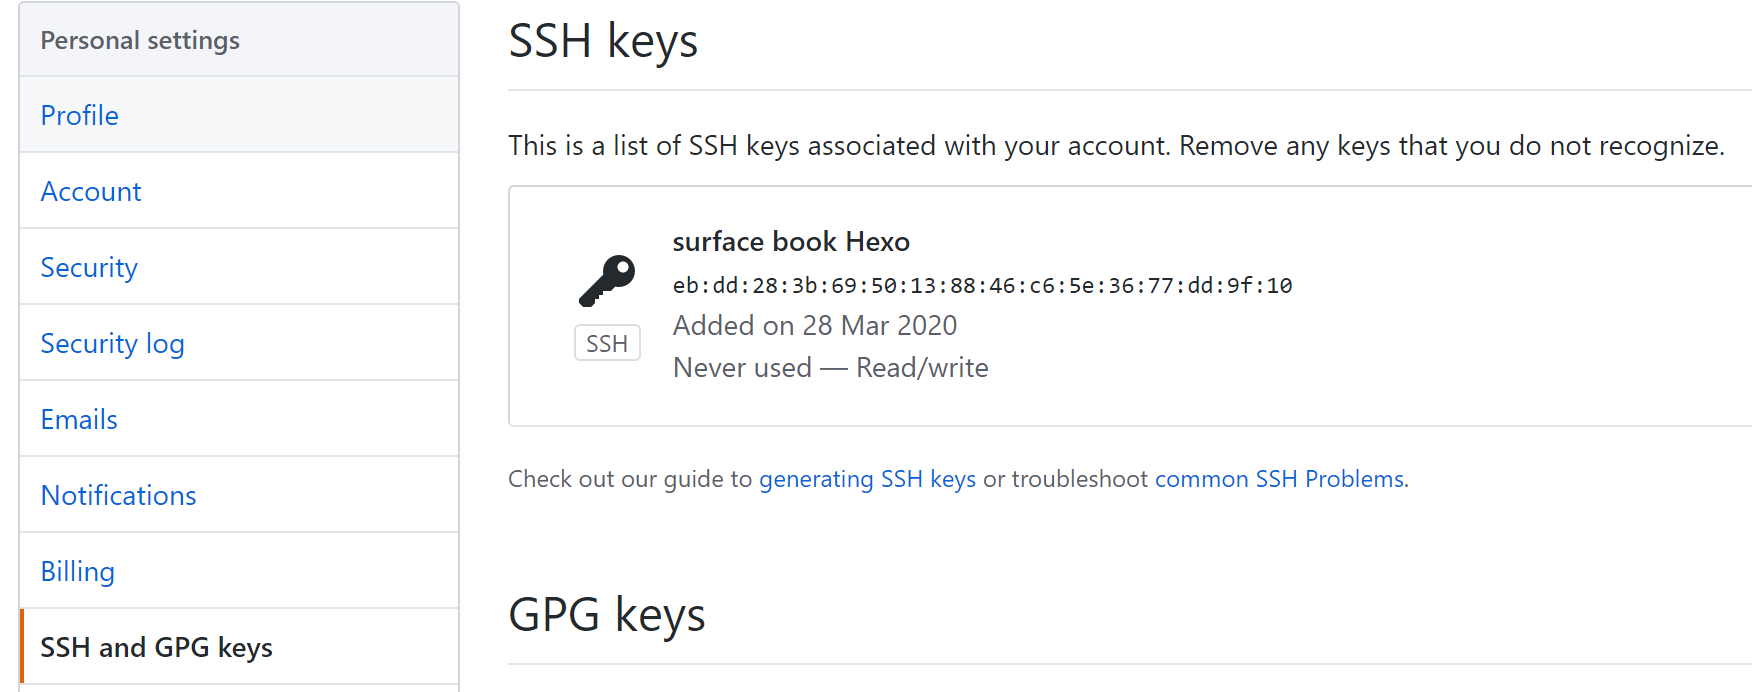 Personal settings
Profile
Account
Security
Security log
Emails
Notifications
Billing
SSH and GPG keys
SSH keys
This is a list of SSH keys associated with your account. Remove any keys that you do not recognize.
surface book Hexo
eb:dd:28:3b:69:50:13:88:46:c6:5e:36:77:dd:9f:10
SSH
Added on 28 Mar 2020
Never used — Read/write
Check out our guide to generating SSH keys or troubleshoot common SSH Problems.
GPG keys